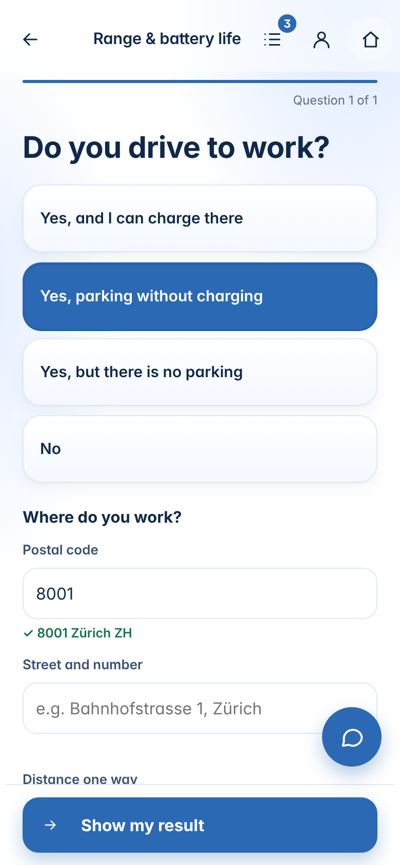 Range & battery life
3
Question 1 of 1
Do you drive to work?
Yes, and I can charge there
Yes, parking without charging
Yes, but there is no parking
No
Where do you work?
Postal code
8001
✓ 8001 Zürich ZH
Street and number
e.g. Bahnhofstrasse 1, Zürich
Distance one way
→ Show my result